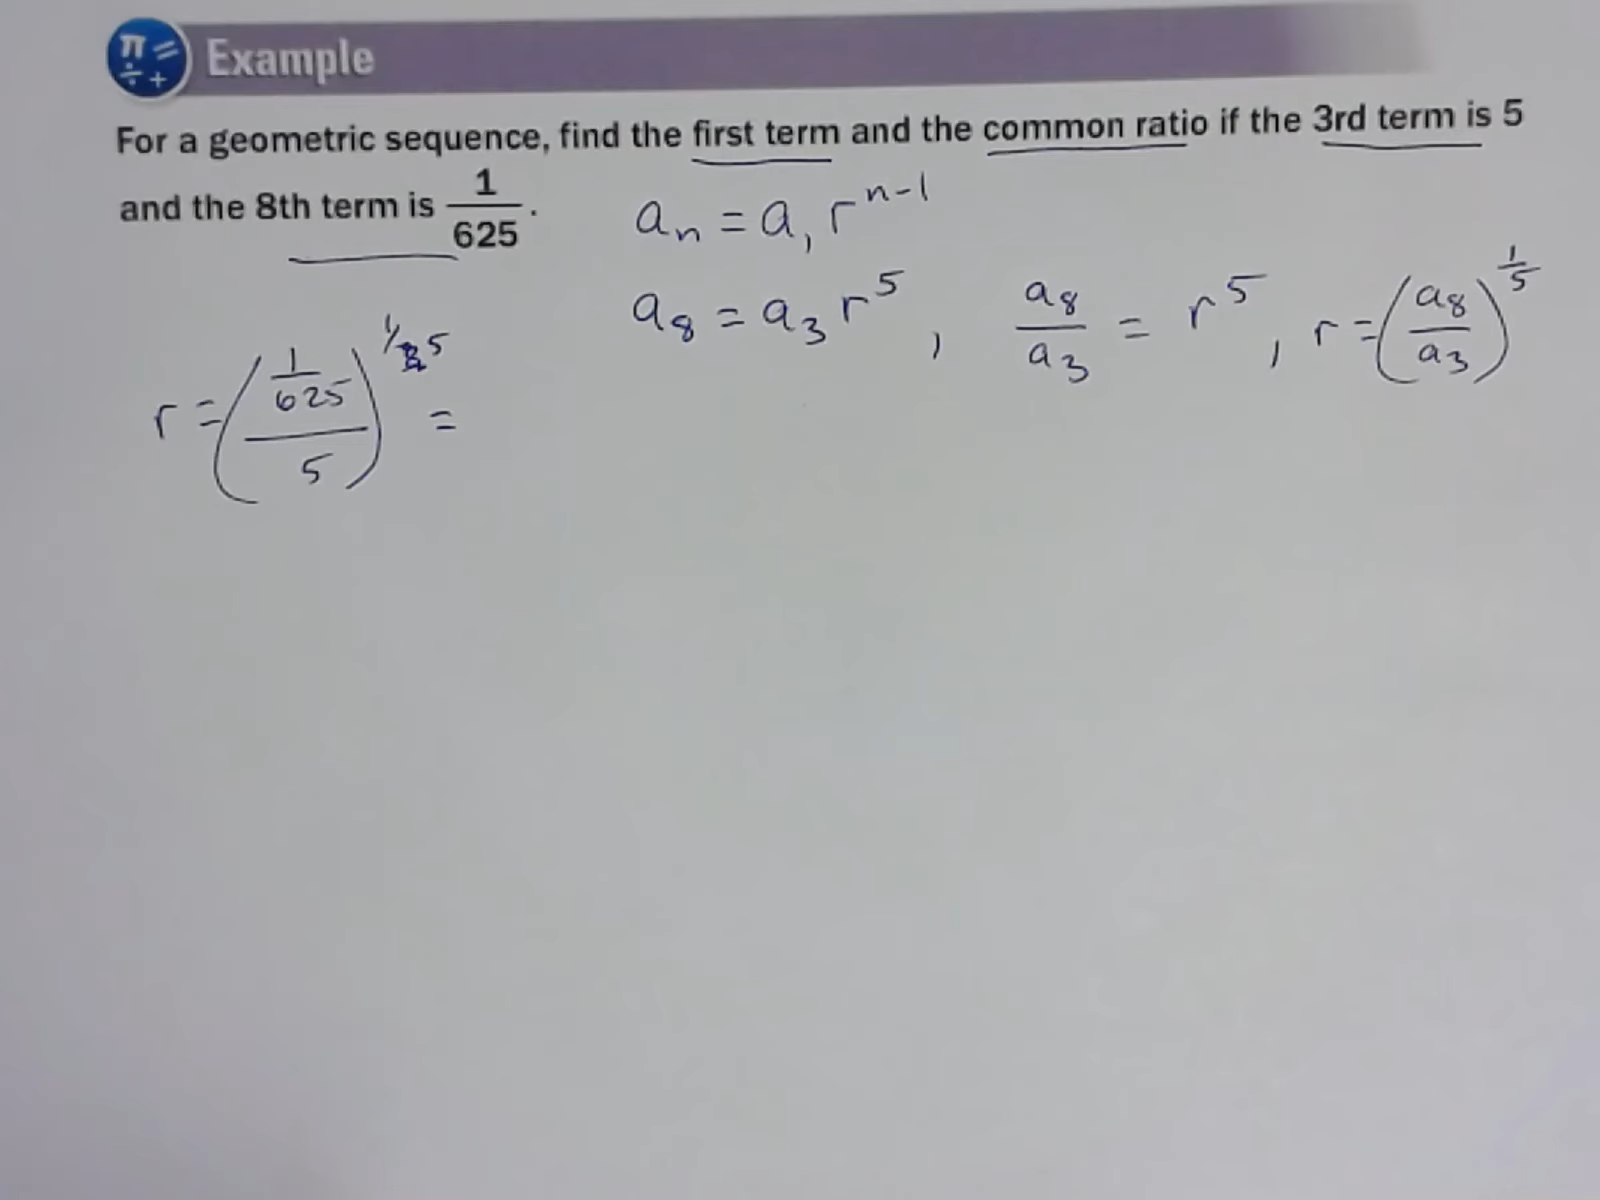 π = ÷ +
Example
For a geometric sequence, find the first term and the common ratio if the 3rd term is 5
and the 8th term is 1/625.
aₙ = a₁ rⁿ⁻¹
a₈ = a₃ r⁵, a₈/a₃ = r⁵, r = (a₈/a₃)^(1/5)
r = ((1/625)/5)^(1/5) =